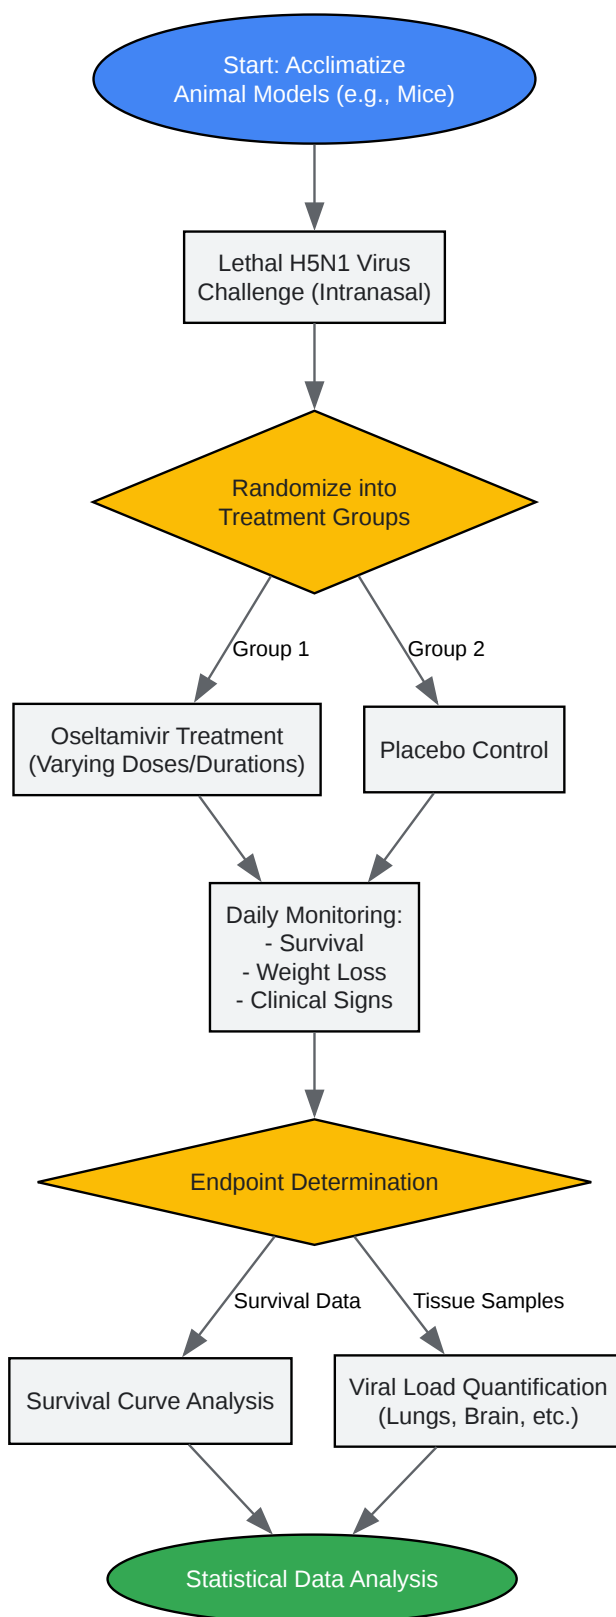 Start: Acclimatize
Animal Models (e.g., Mice)
Lethal H5N1 Virus
Challenge (Intranasal)
Randomize into
Treatment Groups
Group 1
Group 2
Oseltamivir Treatment
(Varying Doses/Durations)
Placebo Control
Daily Monitoring:
- Survival
- Weight Loss
- Clinical Signs
Endpoint Determination
Survival Data
Tissue Samples
Survival Curve Analysis
Viral Load Quantification
(Lungs, Brain, etc.)
Statistical Data Analysis